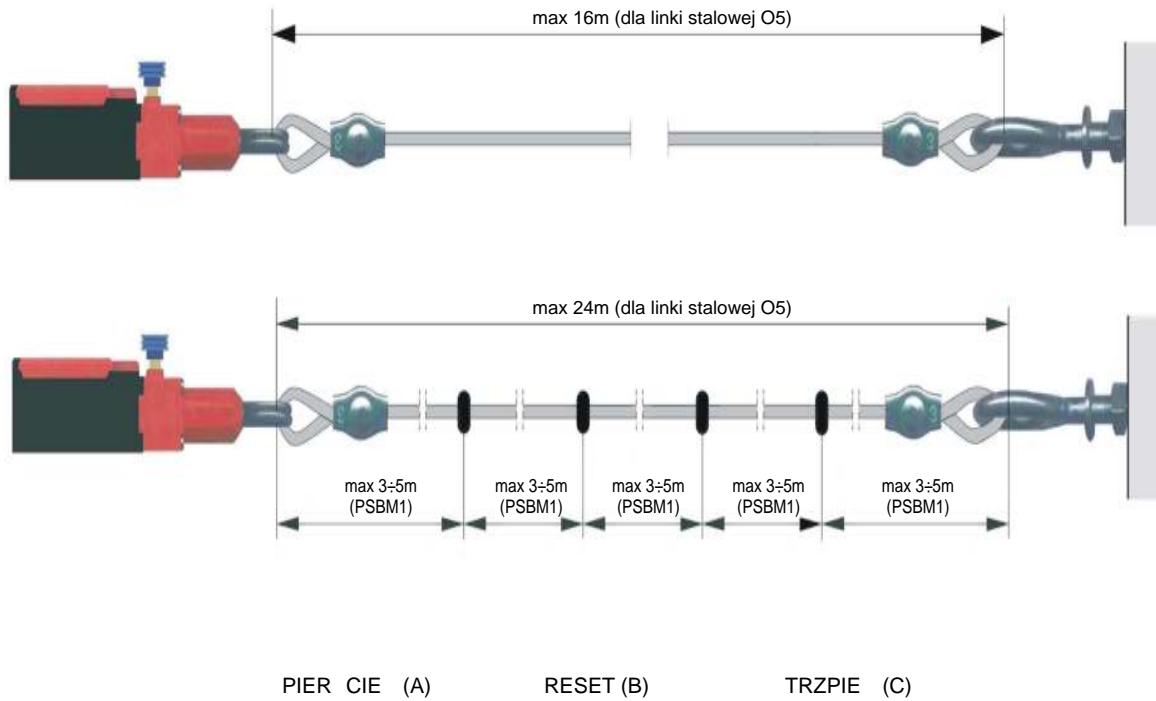 max 16m (dla linki stalowej O5)
max 24m (dla linki stalowej O5)
max 3÷5m max 3÷5m max 3÷5m max 3÷5m max 3÷5m
(PSBM1) (PSBM1) (PSBM1) (PSBM1) (PSBM1)
PIER CIE (A) RESET (B) TRZPIE (C)